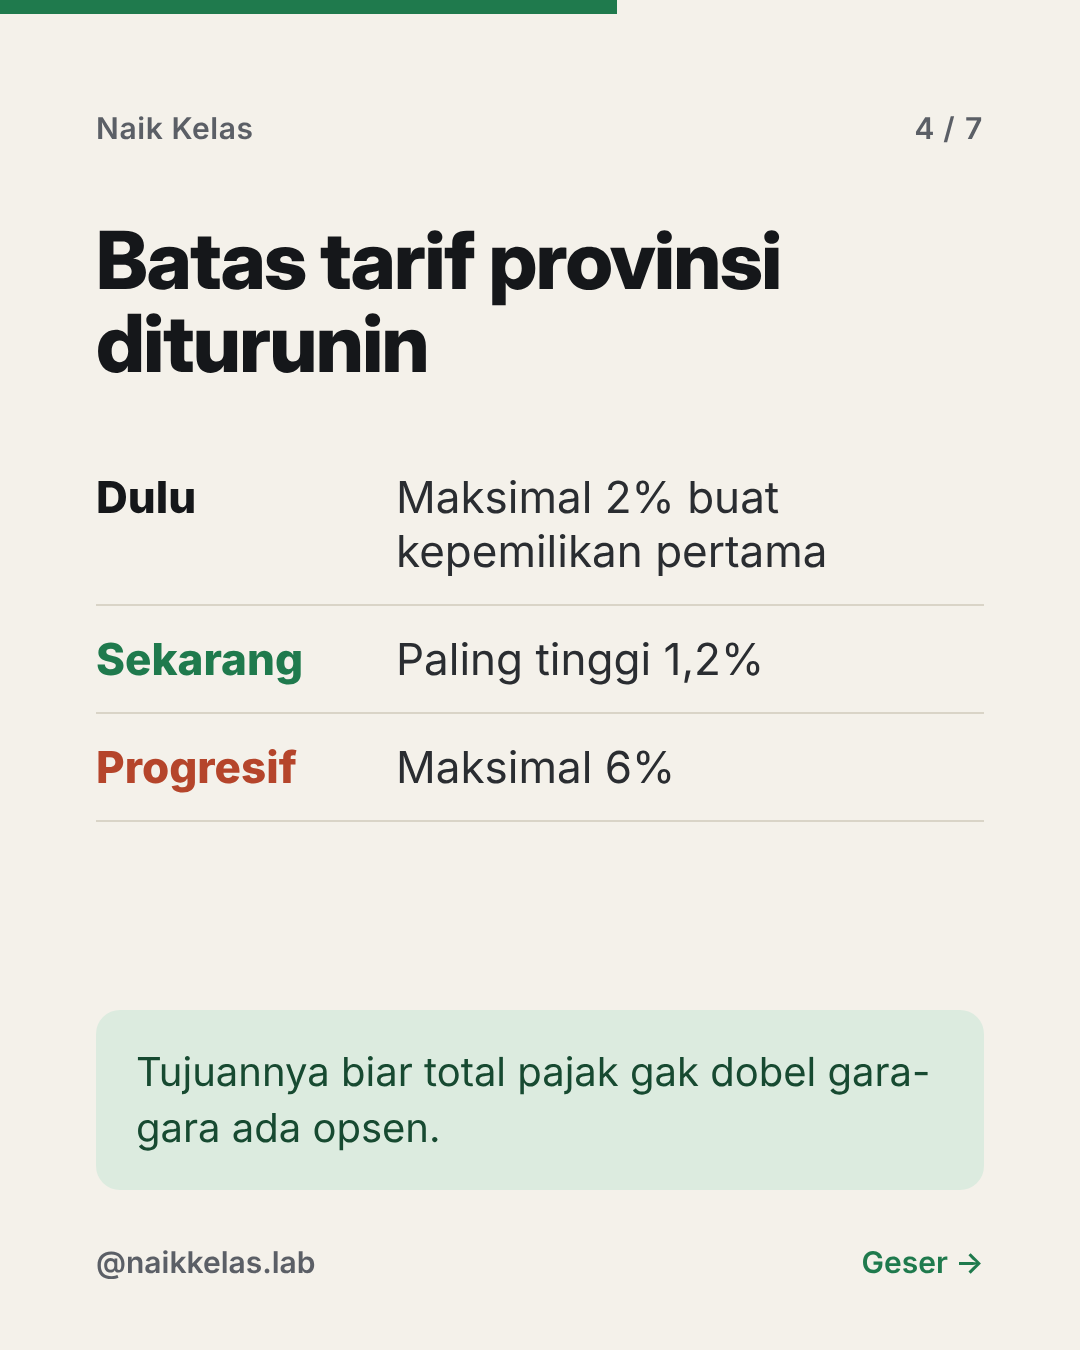 Naik Kelas
4 / 7
Batas tarif provinsi
diturunin
Dulu
Maksimal 2% buat
kepemilikan pertama
Sekarang
Paling tinggi 1,2%
Progresif
Maksimal 6%
Tujuannya biar total pajak gak dobel gara-
gara ada opsen.
@naikkelas.lab
Geser →